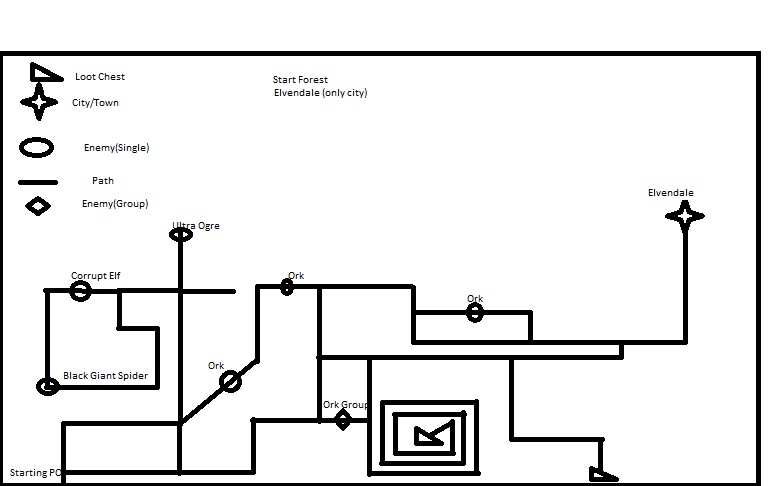 Loot Chest
Start Forest
Elvendale (only city)
City/Town
Enemy(Single)
Path
Enemy(Group)
Elvendale
Ultra Ogre
Corrupt Elf
Ork
Ork
Ork
Black Giant Spider
Ork Group
Starting PO